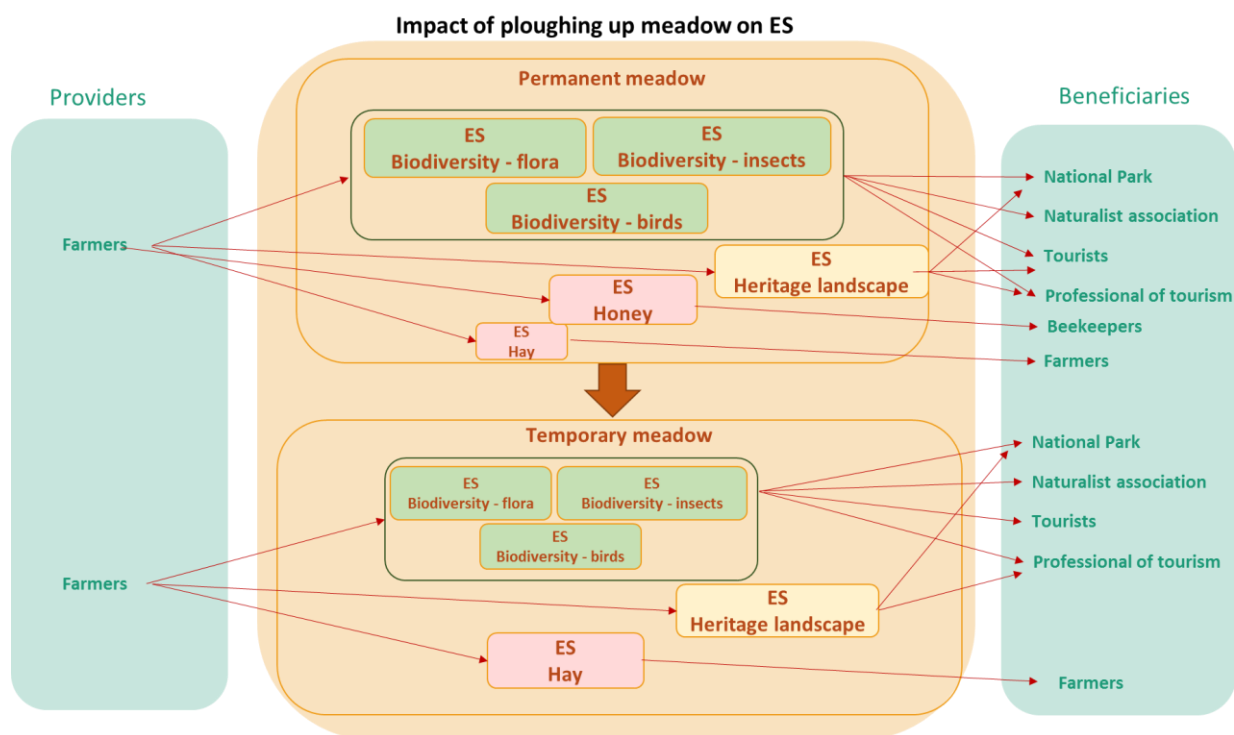 Impact of ploughing up meadow on ES
Providers
Beneficiaries
Permanent meadow
ES
Biodiversity - flora
ES
Biodiversity - insects
ES
Biodiversity - birds
Farmers
ES
Heritage landscape
ES
Honey
ES
Hay
National Park
Naturalist association
Tourists
Professional of tourism
Beekeepers
Farmers
Temporary meadow
ES
Biodiversity - flora
ES
Biodiversity - insects
ES
Biodiversity - birds
Farmers
ES
Heritage landscape
ES
Hay
National Park
Naturalist association
Tourists
Professional of tourism
Farmers